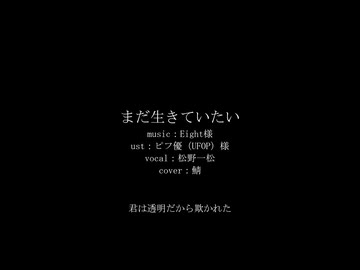 まだ生きていたい
music：Eight様
ust：ピフ優（UFOP）様
vocal：松野一松
cover：鯖
君は透明だから欺かれた